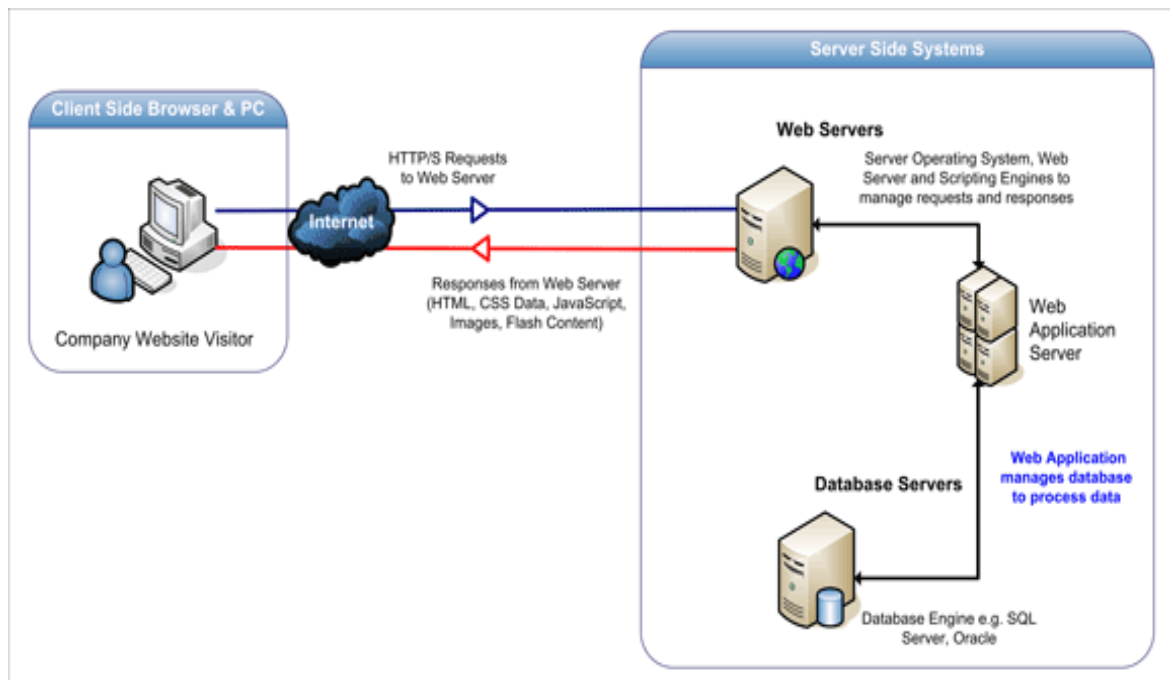 Server Side Systems
Client Side Browser & PC
Web Servers
HTTP/S Requests
to Web Server
Server Operating System, Web
Server and Scripting Engines to
manage requests and responses
Internet
Responses from Web Server
(HTML, CSS Data, JavaScript,
Images, Flash Content)
Company Website Visitor
Web
Application
Server
Web Application
manages database
to process data
Database Servers
Database Engine e.g. SQL
Server, Oracle